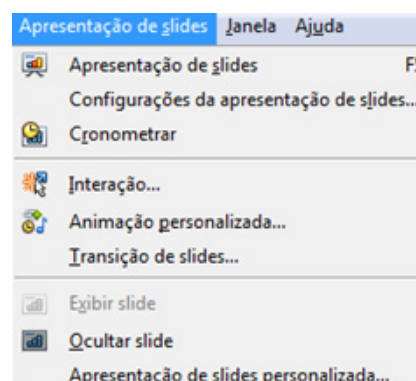 Apresentação de slides Janela Ajuda
Apresentação de slides F5
Configurações da apresentação de slides...
Cronometrar
Interação...
Animação personalizada...
Transição de slides...
Exibir slide
Ocultar slide
Apresentação de slides personalizada...